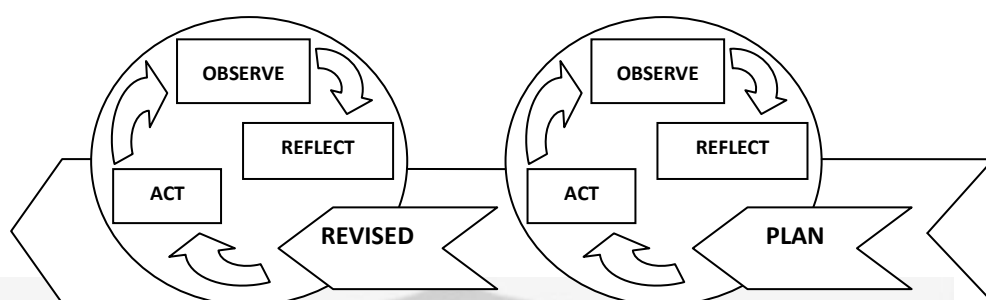 OBSERVE
REFLECT
ACT
REVISED
OBSERVE
REFLECT
ACT
PLAN